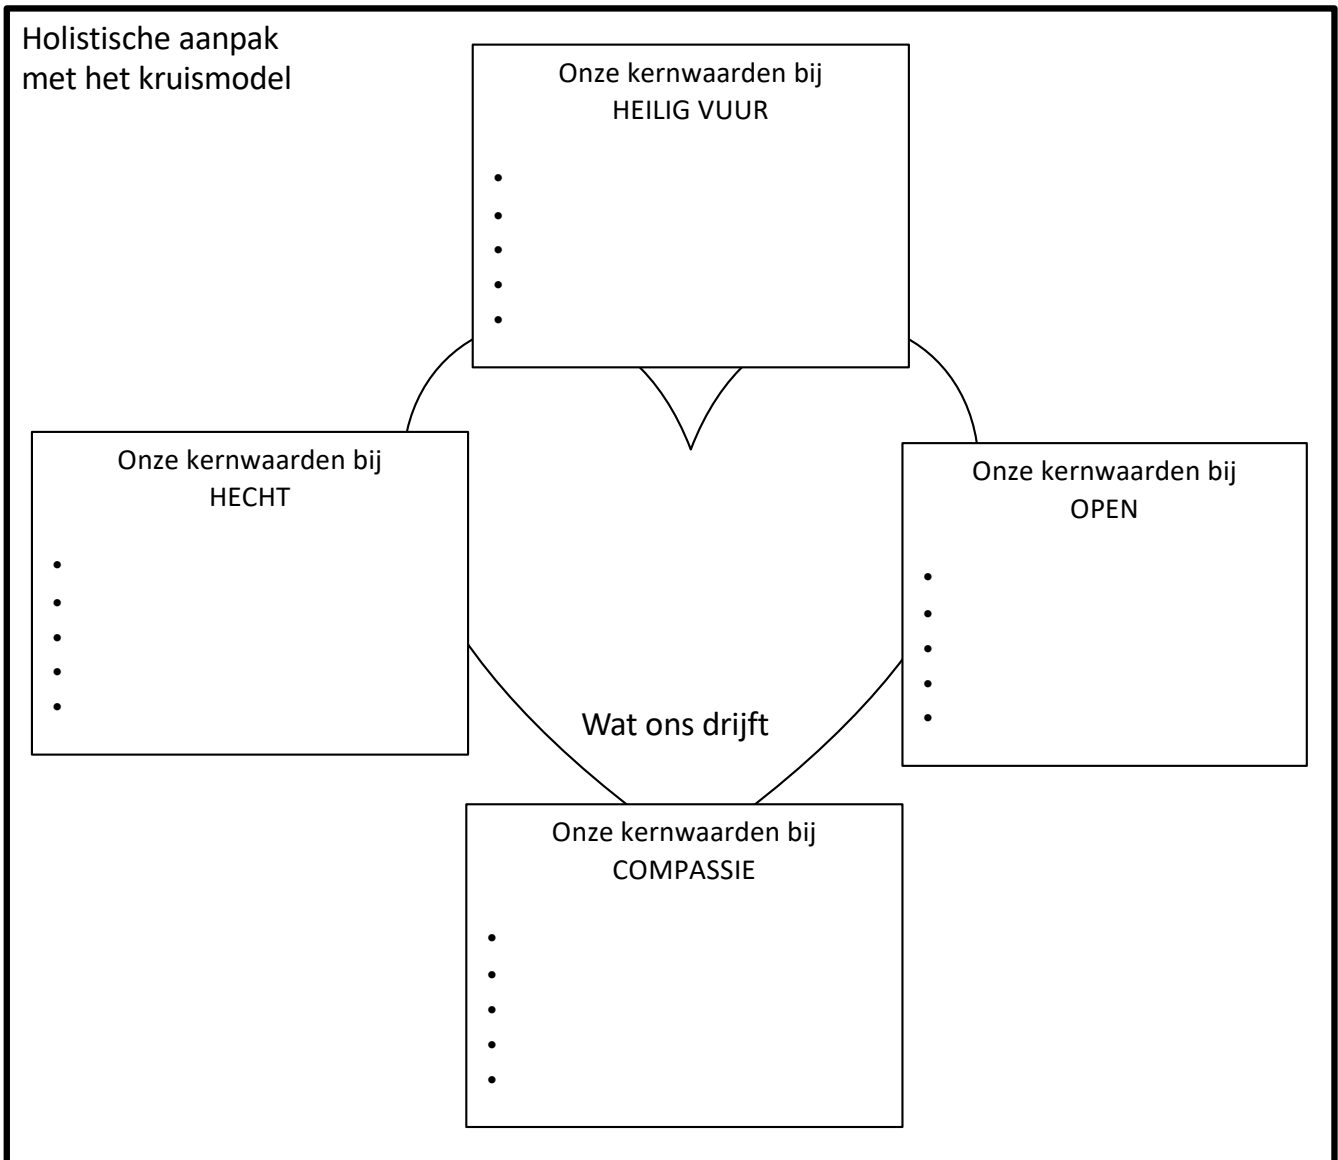 Holistische aanpak
met het kruismodel
Onze kernwaarden bij
HEILIG VUUR
•
•
•
•
•
Onze kernwaarden bij
HECHT
•
•
•
•
•
Onze kernwaarden bij
OPEN
•
•
•
•
•
Wat ons drijft
Onze kernwaarden bij
COMPASSIE
•
•
•
•
•